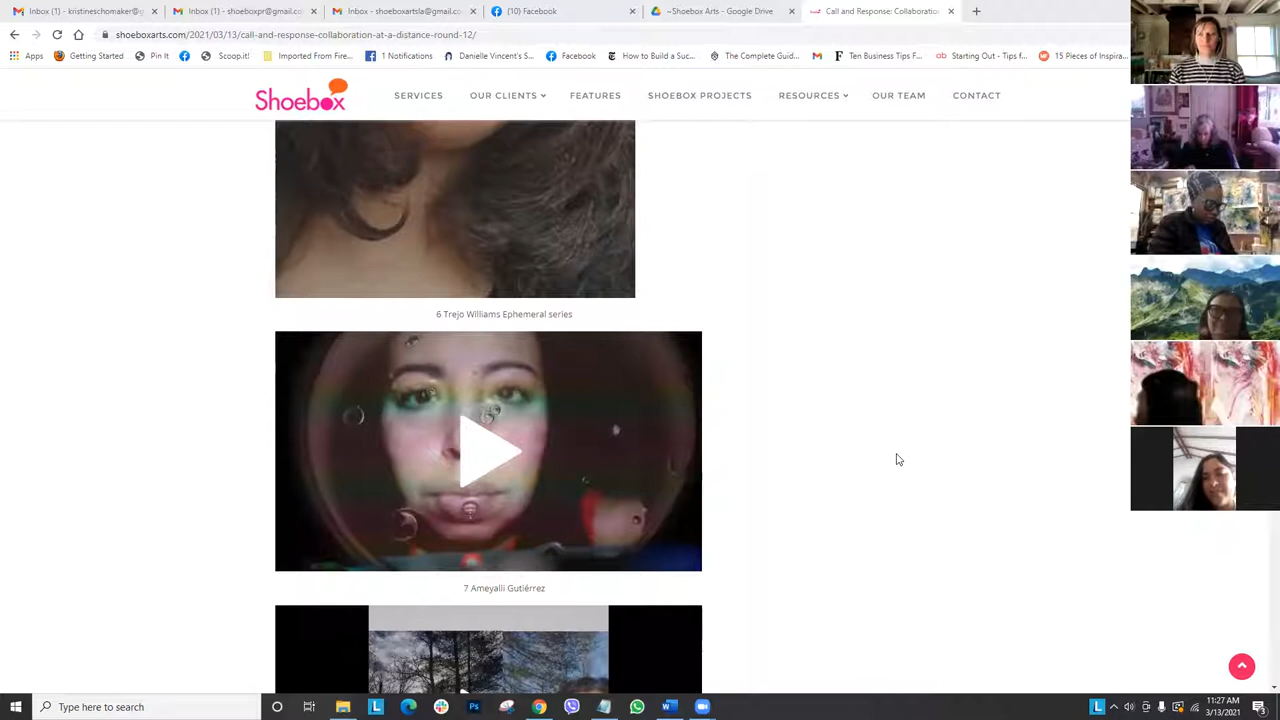 Inbox (1) - kristineschomaker@g
Inbox (1) - shoeboxpr@gmail.co
Inbox (1) - shoeboxartsla@gmail.c
(10) Facebook
~Shoebox Arts - Google Drive
Call and Response: Collaboration
shoeboxarts.com/2021/03/13/call-and-response-collaboration-at-a-distance-round-12/
Apps
Getting Started
Pin It
Scoop.it!
Imported From Fire...
1 Notifications
Danielle Vincent's S...
Facebook
How to Build a Suc...
The Complete Guid...
Ten Business Tips F...
Starting Out - Tips f...
15 Pieces of Inspira...
Shoebox
SERVICES
OUR CLIENTS
FEATURES
SHOEBOX PROJECTS
RESOURCES
OUR TEAM
CONTACT
6 Trejo Williams Ephemeral series
7 Ameyalli Gutiérrez
Type here to search
11:27 AM
3/13/2021